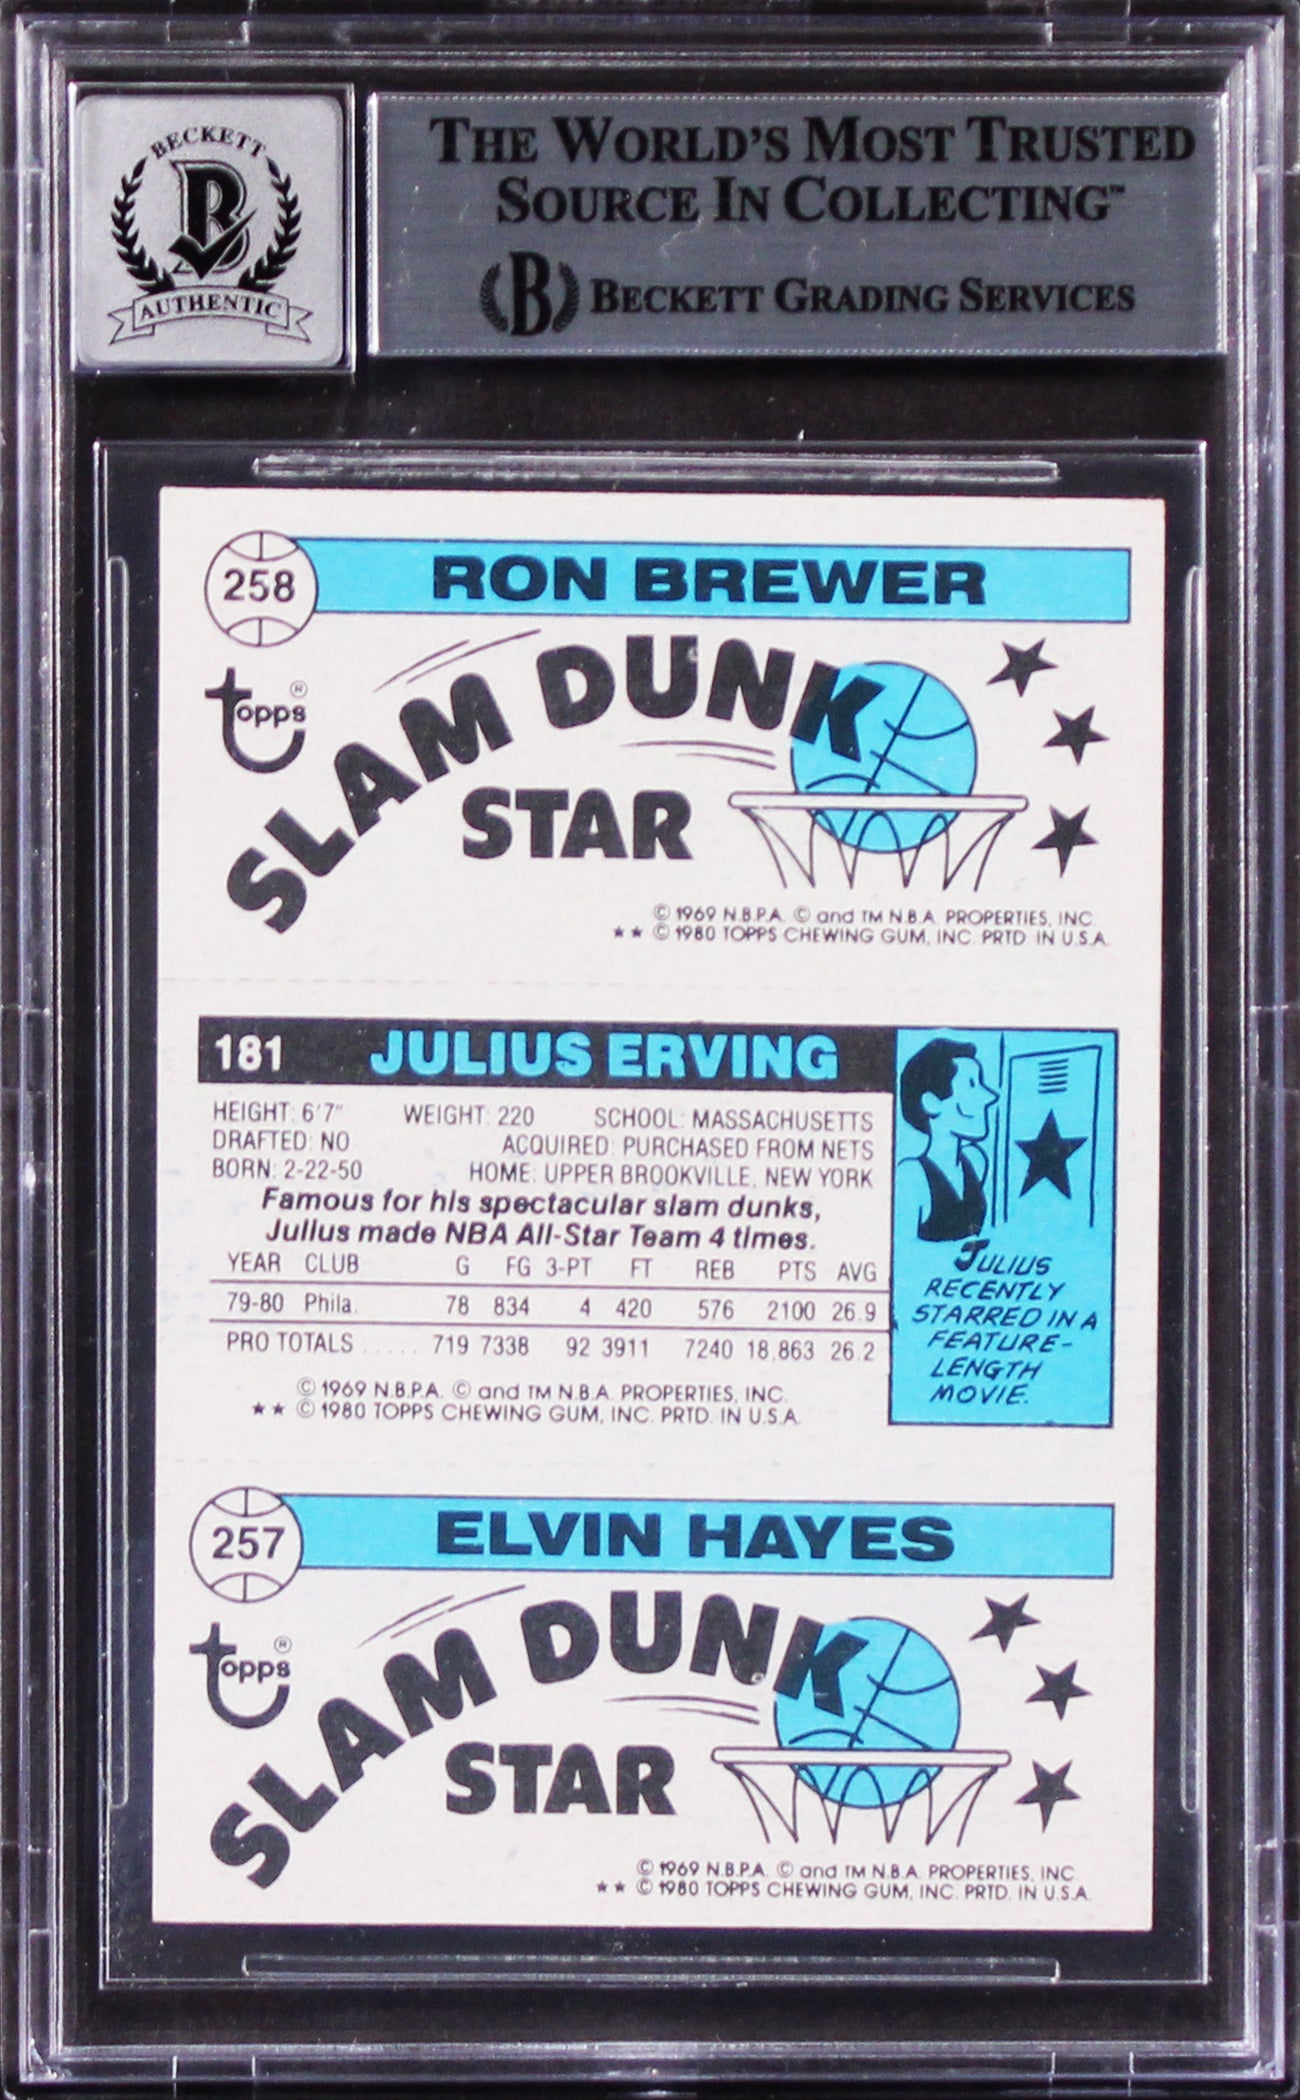 BECKETT
B
AUTHENTIC
THE WORLD'S MOST TRUSTED
SOURCE IN COLLECTING™
B BECKETT GRADING SERVICES
258 RON BREWER
Topps ®
SLAM DUNK
STAR
© 1969 N.B.P.A. © and TM N.B.A. PROPERTIES, INC.
★★ © 1980 TOPPS CHEWING GUM, INC. PRTD. IN U.S.A.
181 JULIUS ERVING
HEIGHT: 6'7" WEIGHT: 220 SCHOOL: MASSACHUSETTS
DRAFTED: NO ACQUIRED: PURCHASED FROM NETS
BORN: 2-22-50 HOME: UPPER BROOKVILLE, NEW YORK
Famous for his spectacular slam dunks,
Julius made NBA All-Star Team 4 times.
YEAR CLUB G FG 3-PT FT REB PTS AVG
79-80 Phila. 78 834 4 420 576 2100 26.9
PRO TOTALS ..... 719 7338 92 3911 7240 18,863 26.2
© 1969 N.B.P.A. © and TM N.B.A. PROPERTIES, INC.
★★ © 1980 TOPPS CHEWING GUM, INC. PRTD. IN U.S.A.
JULIUS
RECENTLY
STARRED IN A
FEATURE-
LENGTH
MOVIE.
257 ELVIN HAYES
Topps ®
SLAM DUNK
STAR
© 1969 N.B.P.A. © and TM N.B.A. PROPERTIES, INC.
★★ © 1980 TOPPS CHEWING GUM, INC. PRTD. IN U.S.A.